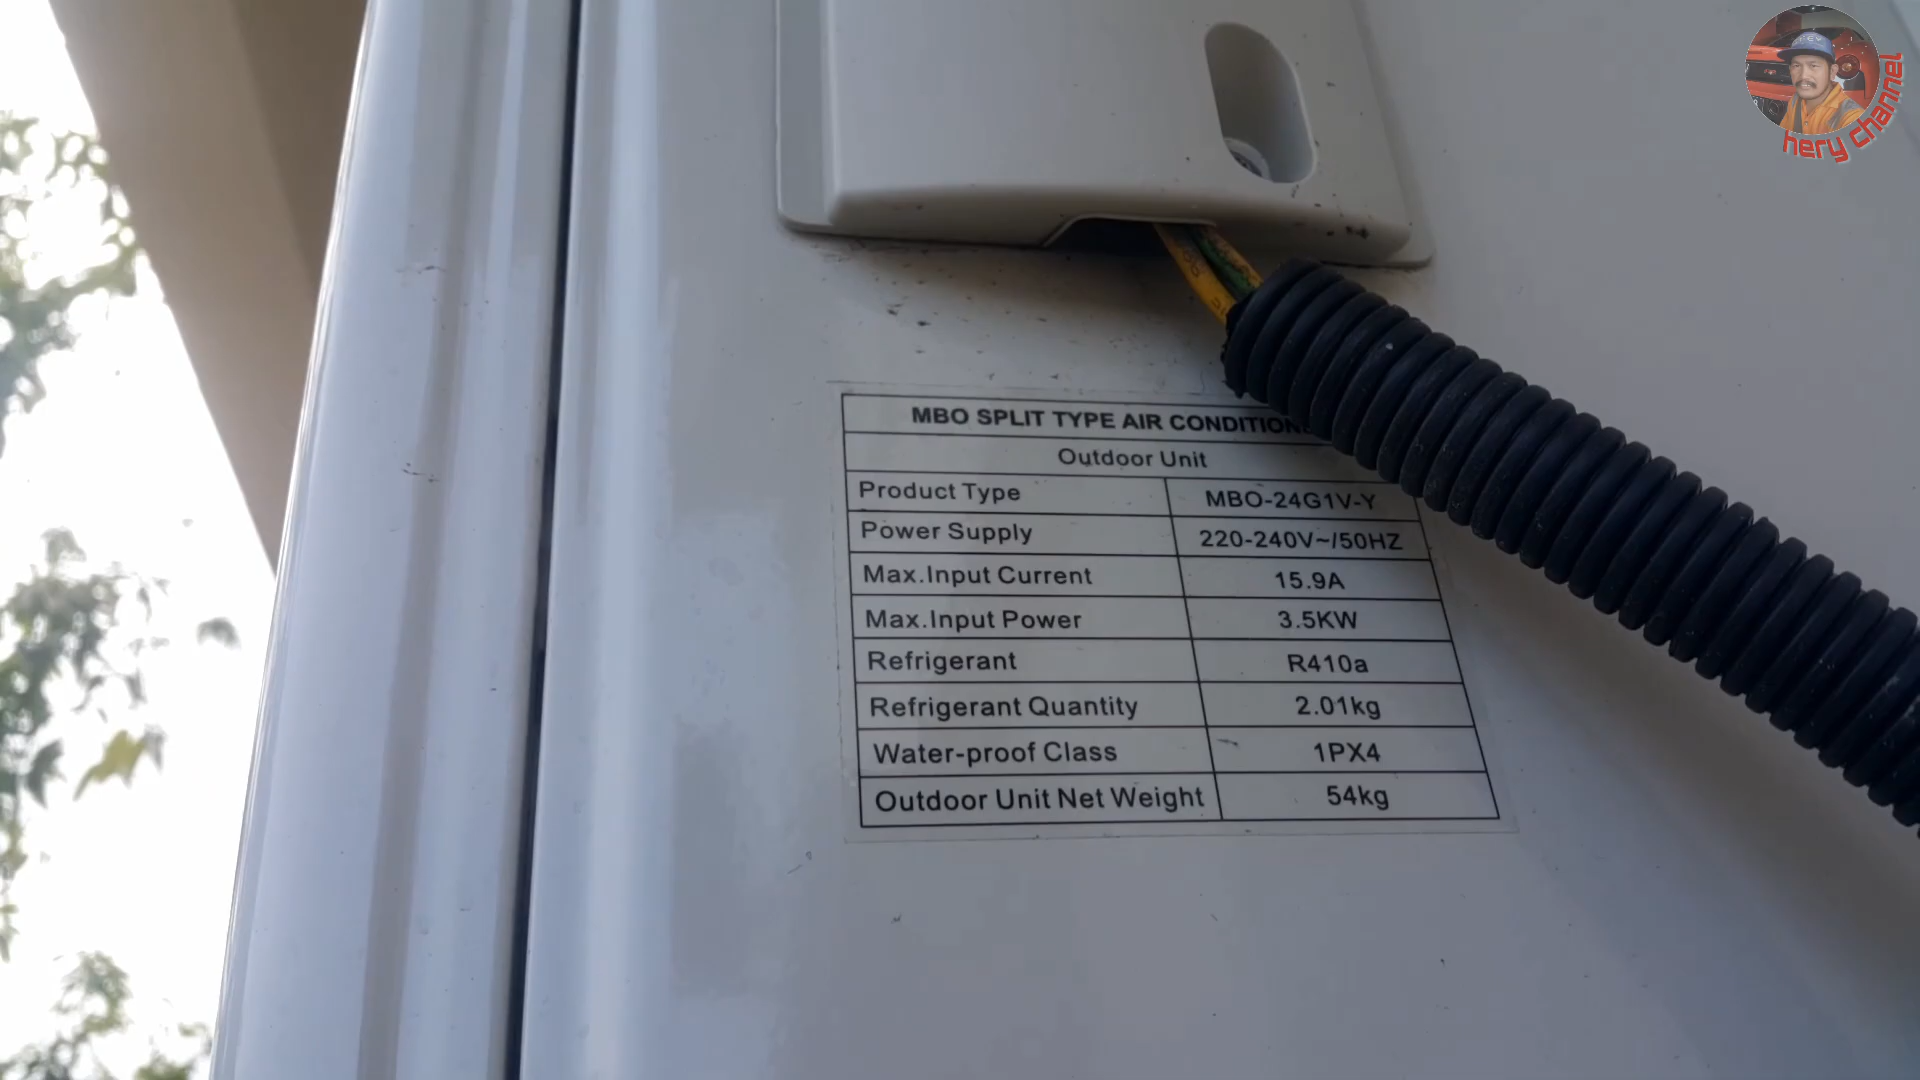 hery channel
MBO SPLIT TYPE AIR
Outdoor Unit
Product Type MBO-24G1V-Y
Power Supply 220-240V~/50HZ
Max.Input Current 15.9A
Max.Input Power 3.5KW
Refrigerant R410a
Refrigerant Quantity 2.01kg
Water-proof Class 1PX4
Outdoor Unit Net Weight 54kg